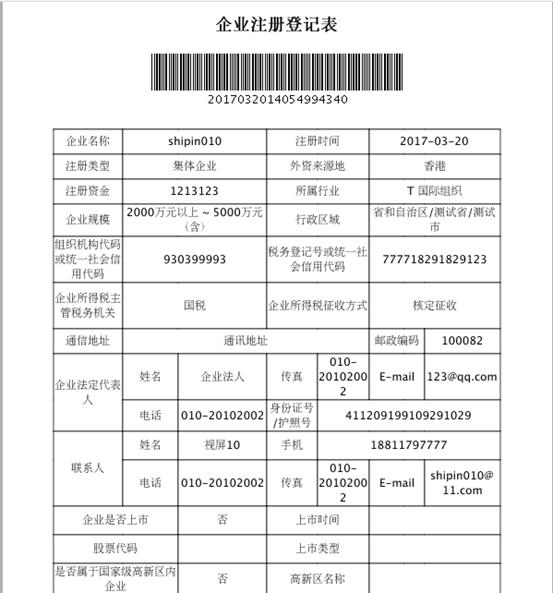 企业注册登记表
2017032014054994340
企业名称 shipin010 注册时间 2017-03-20
注册类型 集体企业 外资来源地 香港
注册资金 1213123 所属行业 T 国际组织
企业规模 2000万元以上 ~ 5000万元（含） 行政区域 省和自治区/测试省/测试市
组织机构代码或统一社会信用代码 930399993 税务登记号或统一社会信用代码 777718291829123
企业所得税主管税务机关 国税 企业所得税征收方式 核定征收
通信地址 通讯地址 邮政编码 100082
企业法定代表人 姓名 企业法人 传真 010-20102002 E-mail 123@qq.com
电话 010-20102002 身份证号/护照号 411209199109291029
联系人 姓名 视屏10 手机 18811797777
电话 010-20102002 传真 010-20102002 E-mail shipin010@11.com
企业是否上市 否 上市时间
股票代码 上市类型
是否属于国家级高新区内企业 否 高新区名称